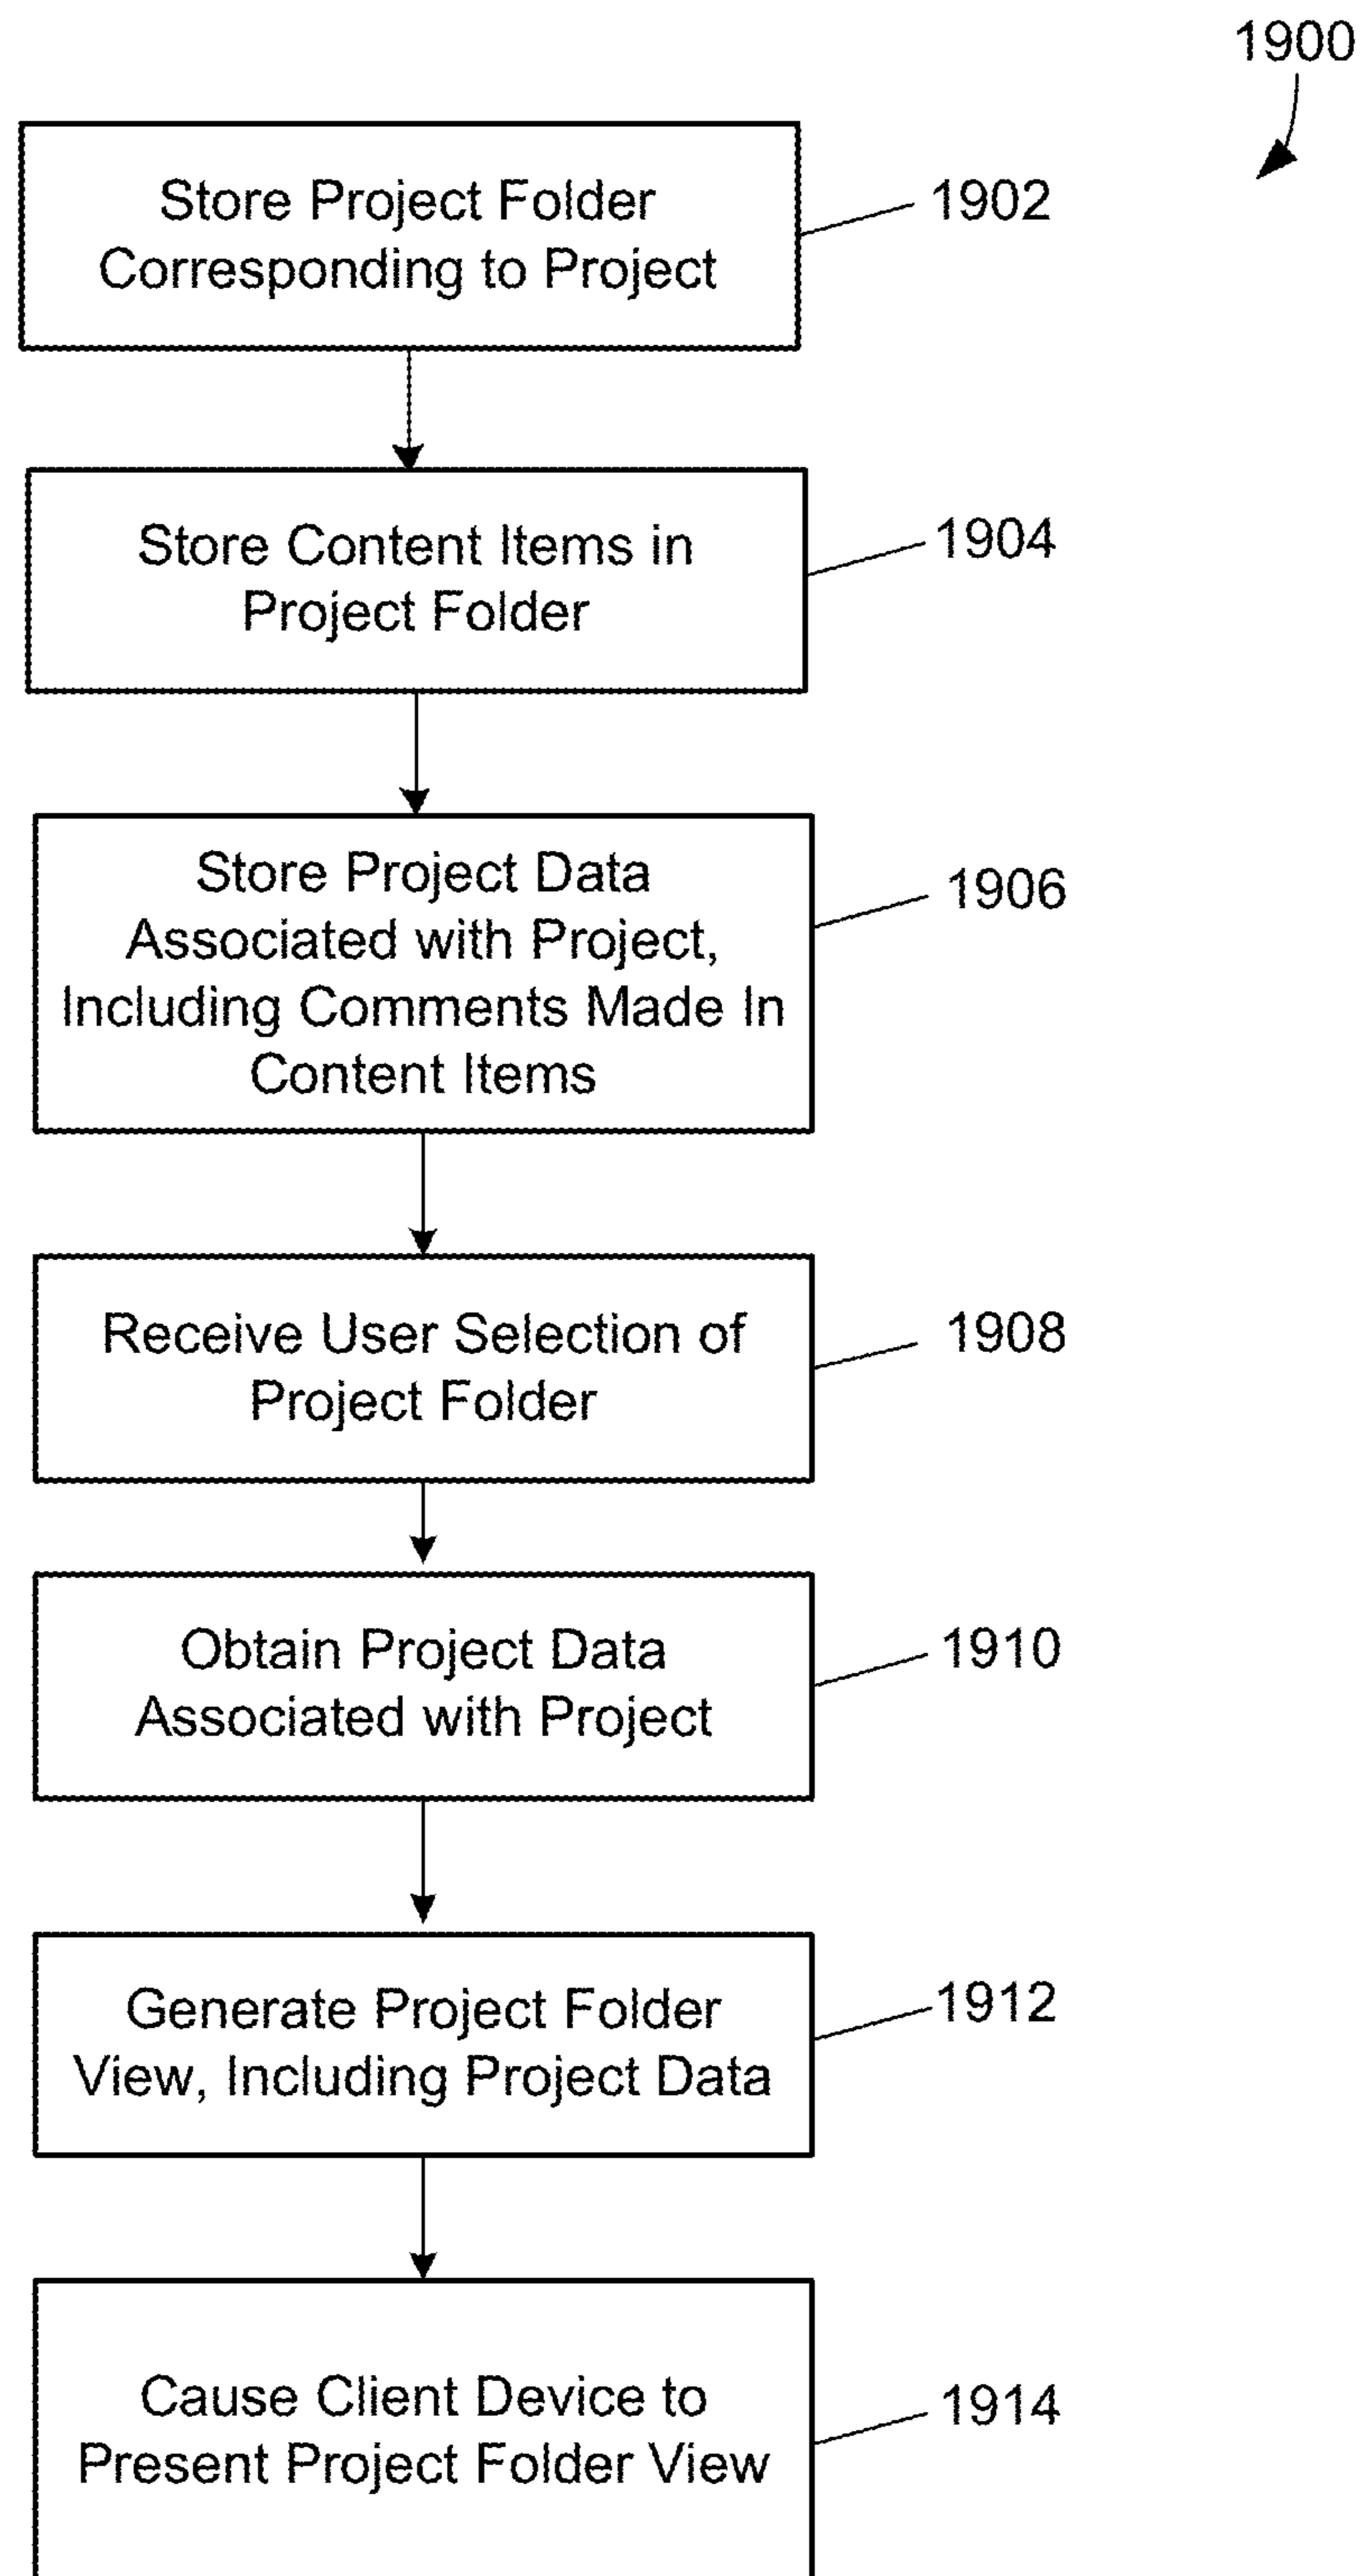 1900
Store Project Folder
Corresponding to Project
1902
Store Content Items in
Project Folder
1904
Store Project Data
Associated with Project,
Including Comments Made In
Content Items
1906
Receive User Selection of
Project Folder
1908
Obtain Project Data
Associated with Project
1910
Generate Project Folder
View, Including Project Data
1912
Cause Client Device to
Present Project Folder View
1914